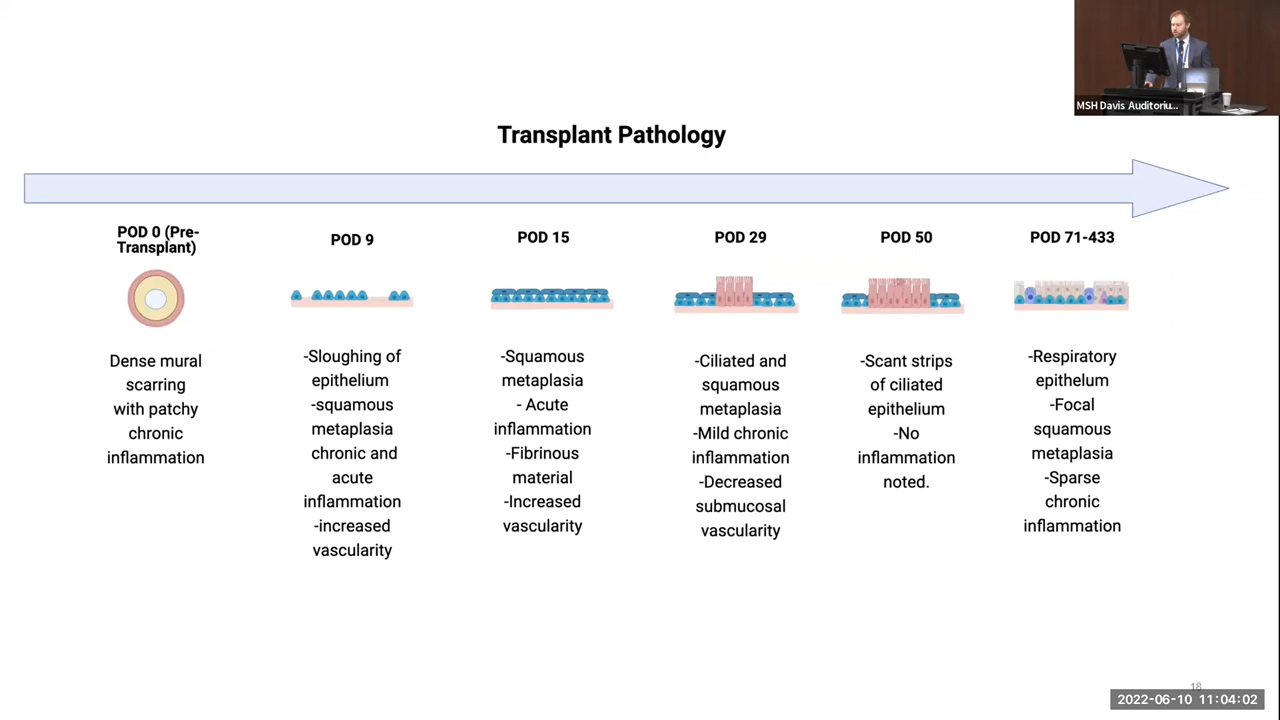 MSH Davis Auditoriu...
Transplant Pathology
POD 0 (Pre-
Transplant)
Dense mural
scarring
with patchy
chronic
inflammation
POD 9
-Sloughing of
epithelium
-squamous
metaplasia
chronic and
acute
inflammation
-increased
vascularity
POD 15
-Squamous
metaplasia
- Acute
inflammation
-Fibrinous
material
-Increased
vascularity
POD 29
-Ciliated and
squamous
metaplasia
-Mild chronic
inflammation
-Decreased
submucosal
vascularity
POD 50
-Scant strips
of ciliated
epithelium
-No
inflammation
noted.
POD 71-433
-Respiratory
epithelum
-Focal
squamous
metaplasia
-Sparse
chronic
inflammation
18
2022-06-10 11:04:02